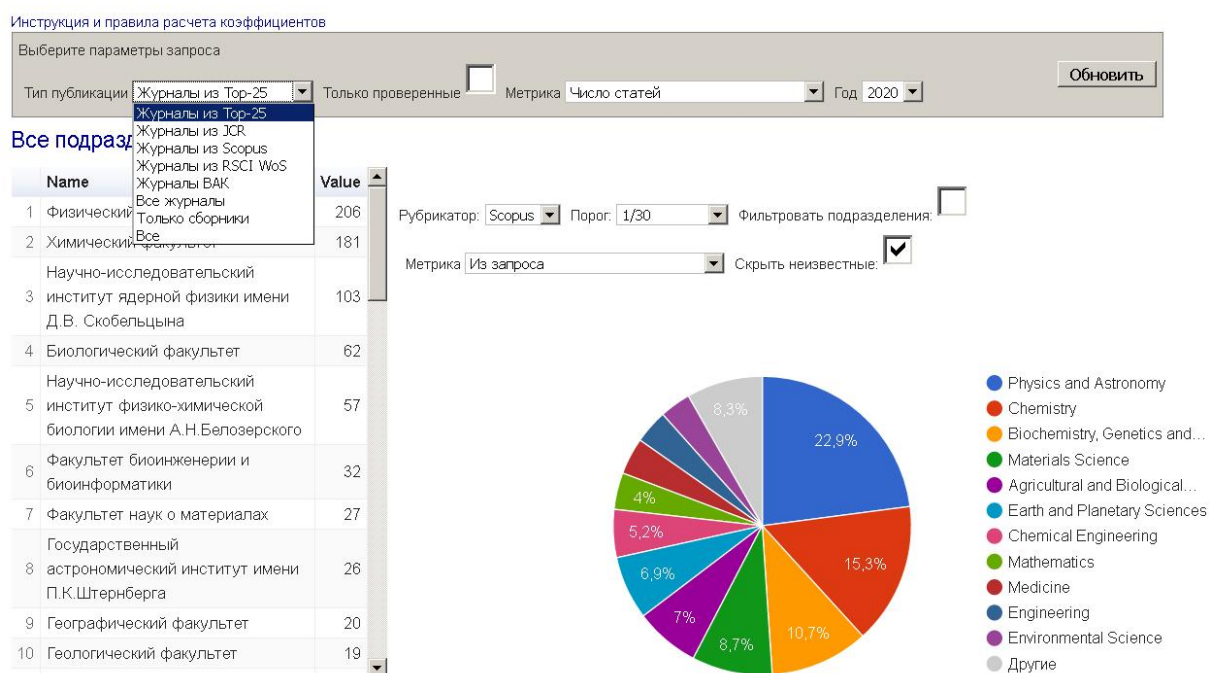 Инструкция и правила расчета коэффициентов
Выберите параметры запроса
Тип публикации Журналы из Top-25 Только проверенные Метрика Число статей Год 2020 Обновить
Журналы из Top-25
Журналы из JCR
Журналы из Scopus
Журналы из RSCI WoS
Журналы ВАК
Все журналы
Только сборники
Все
Все подразд
Name Value
1 Физический 206
2 Химический факультет 181
Научно-исследовательский
3 институт ядерной физики имени 103
Д.В. Скобельцына
4 Биологический факультет 62
Научно-исследовательский
5 институт физико-химической 57
биологии имени А.Н.Белозерского
6 Факультет биоинженерии и 32
биоинформатики
7 Факультет наук о материалах 27
Государственный
8 астрономический институт имени 26
П.К.Штернберга
9 Географический факультет 20
10 Геологический факультет 19
Рубрикатор: Scopus Порог: 1/30 Фильтровать подразделения:
Метрика Из запроса Скрыть неизвестные:
8,3%
22,9%
4%
5,2%
15,3%
6,9%
7%
10,7%
8,7%
Physics and Astronomy
Chemistry
Biochemistry, Genetics and...
Materials Science
Agricultural and Biological...
Earth and Planetary Sciences
Chemical Engineering
Mathematics
Medicine
Engineering
Environmental Science
Другие